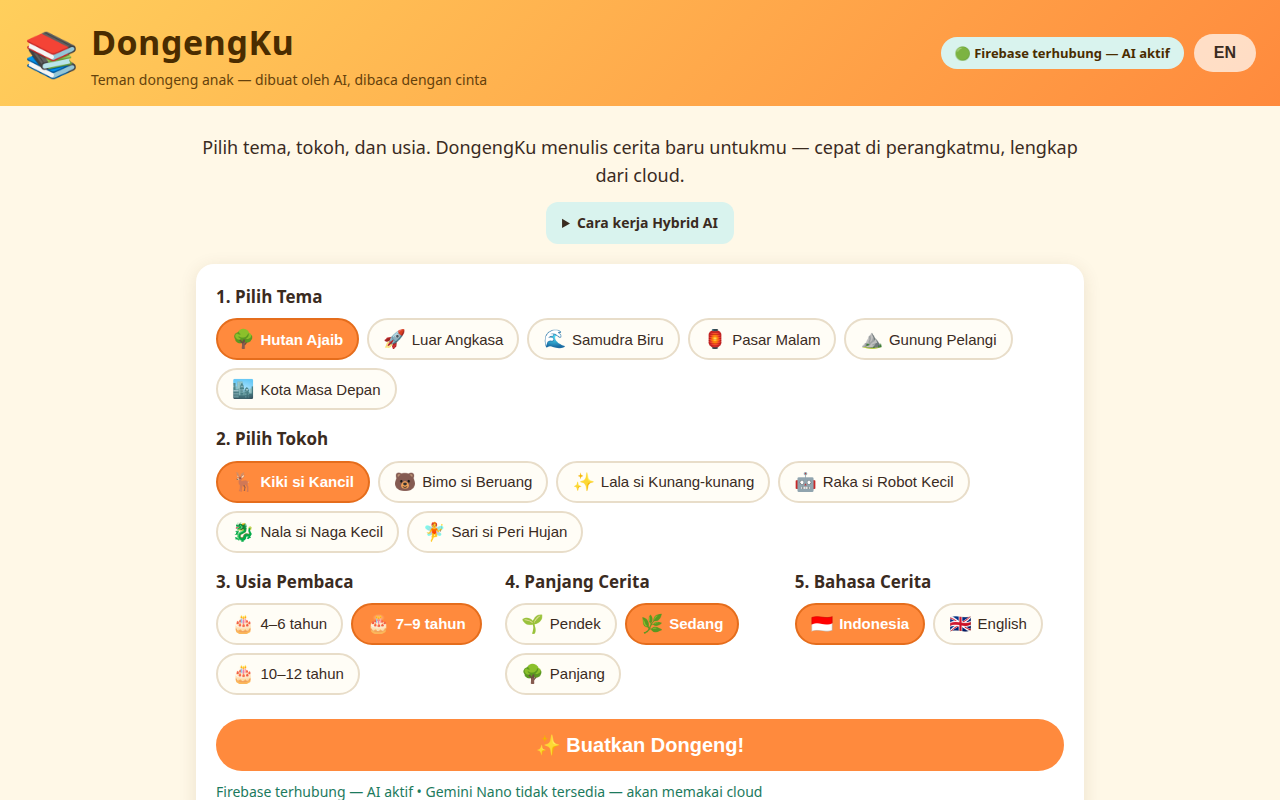 DongengKu
Teman dongeng anak — dibuat oleh AI, dibaca dengan cinta
Firebase terhubung — AI aktif
EN
Pilih tema, tokoh, dan usia. DongengKu menulis cerita baru untukmu — cepat di perangkatmu, lengkap
dari cloud.
Cara kerja Hybrid AI
1. Pilih Tema
Hutan Ajaib
Luar Angkasa
Samudra Biru
Pasar Malam
Gunung Pelangi
Kota Masa Depan
2. Pilih Tokoh
Kiki si Kancil
Bimo si Beruang
Lala si Kunang-kunang
Raka si Robot Kecil
Nala si Naga Kecil
Sari si Peri Hujan
3. Usia Pembaca
4–6 tahun
7–9 tahun
10–12 tahun
4. Panjang Cerita
Pendek
Sedang
Panjang
5. Bahasa Cerita
Indonesia
English
✨ Buatkan Dongeng!
Firebase terhubung — AI aktif • Gemini Nano tidak tersedia — akan memakai cloud